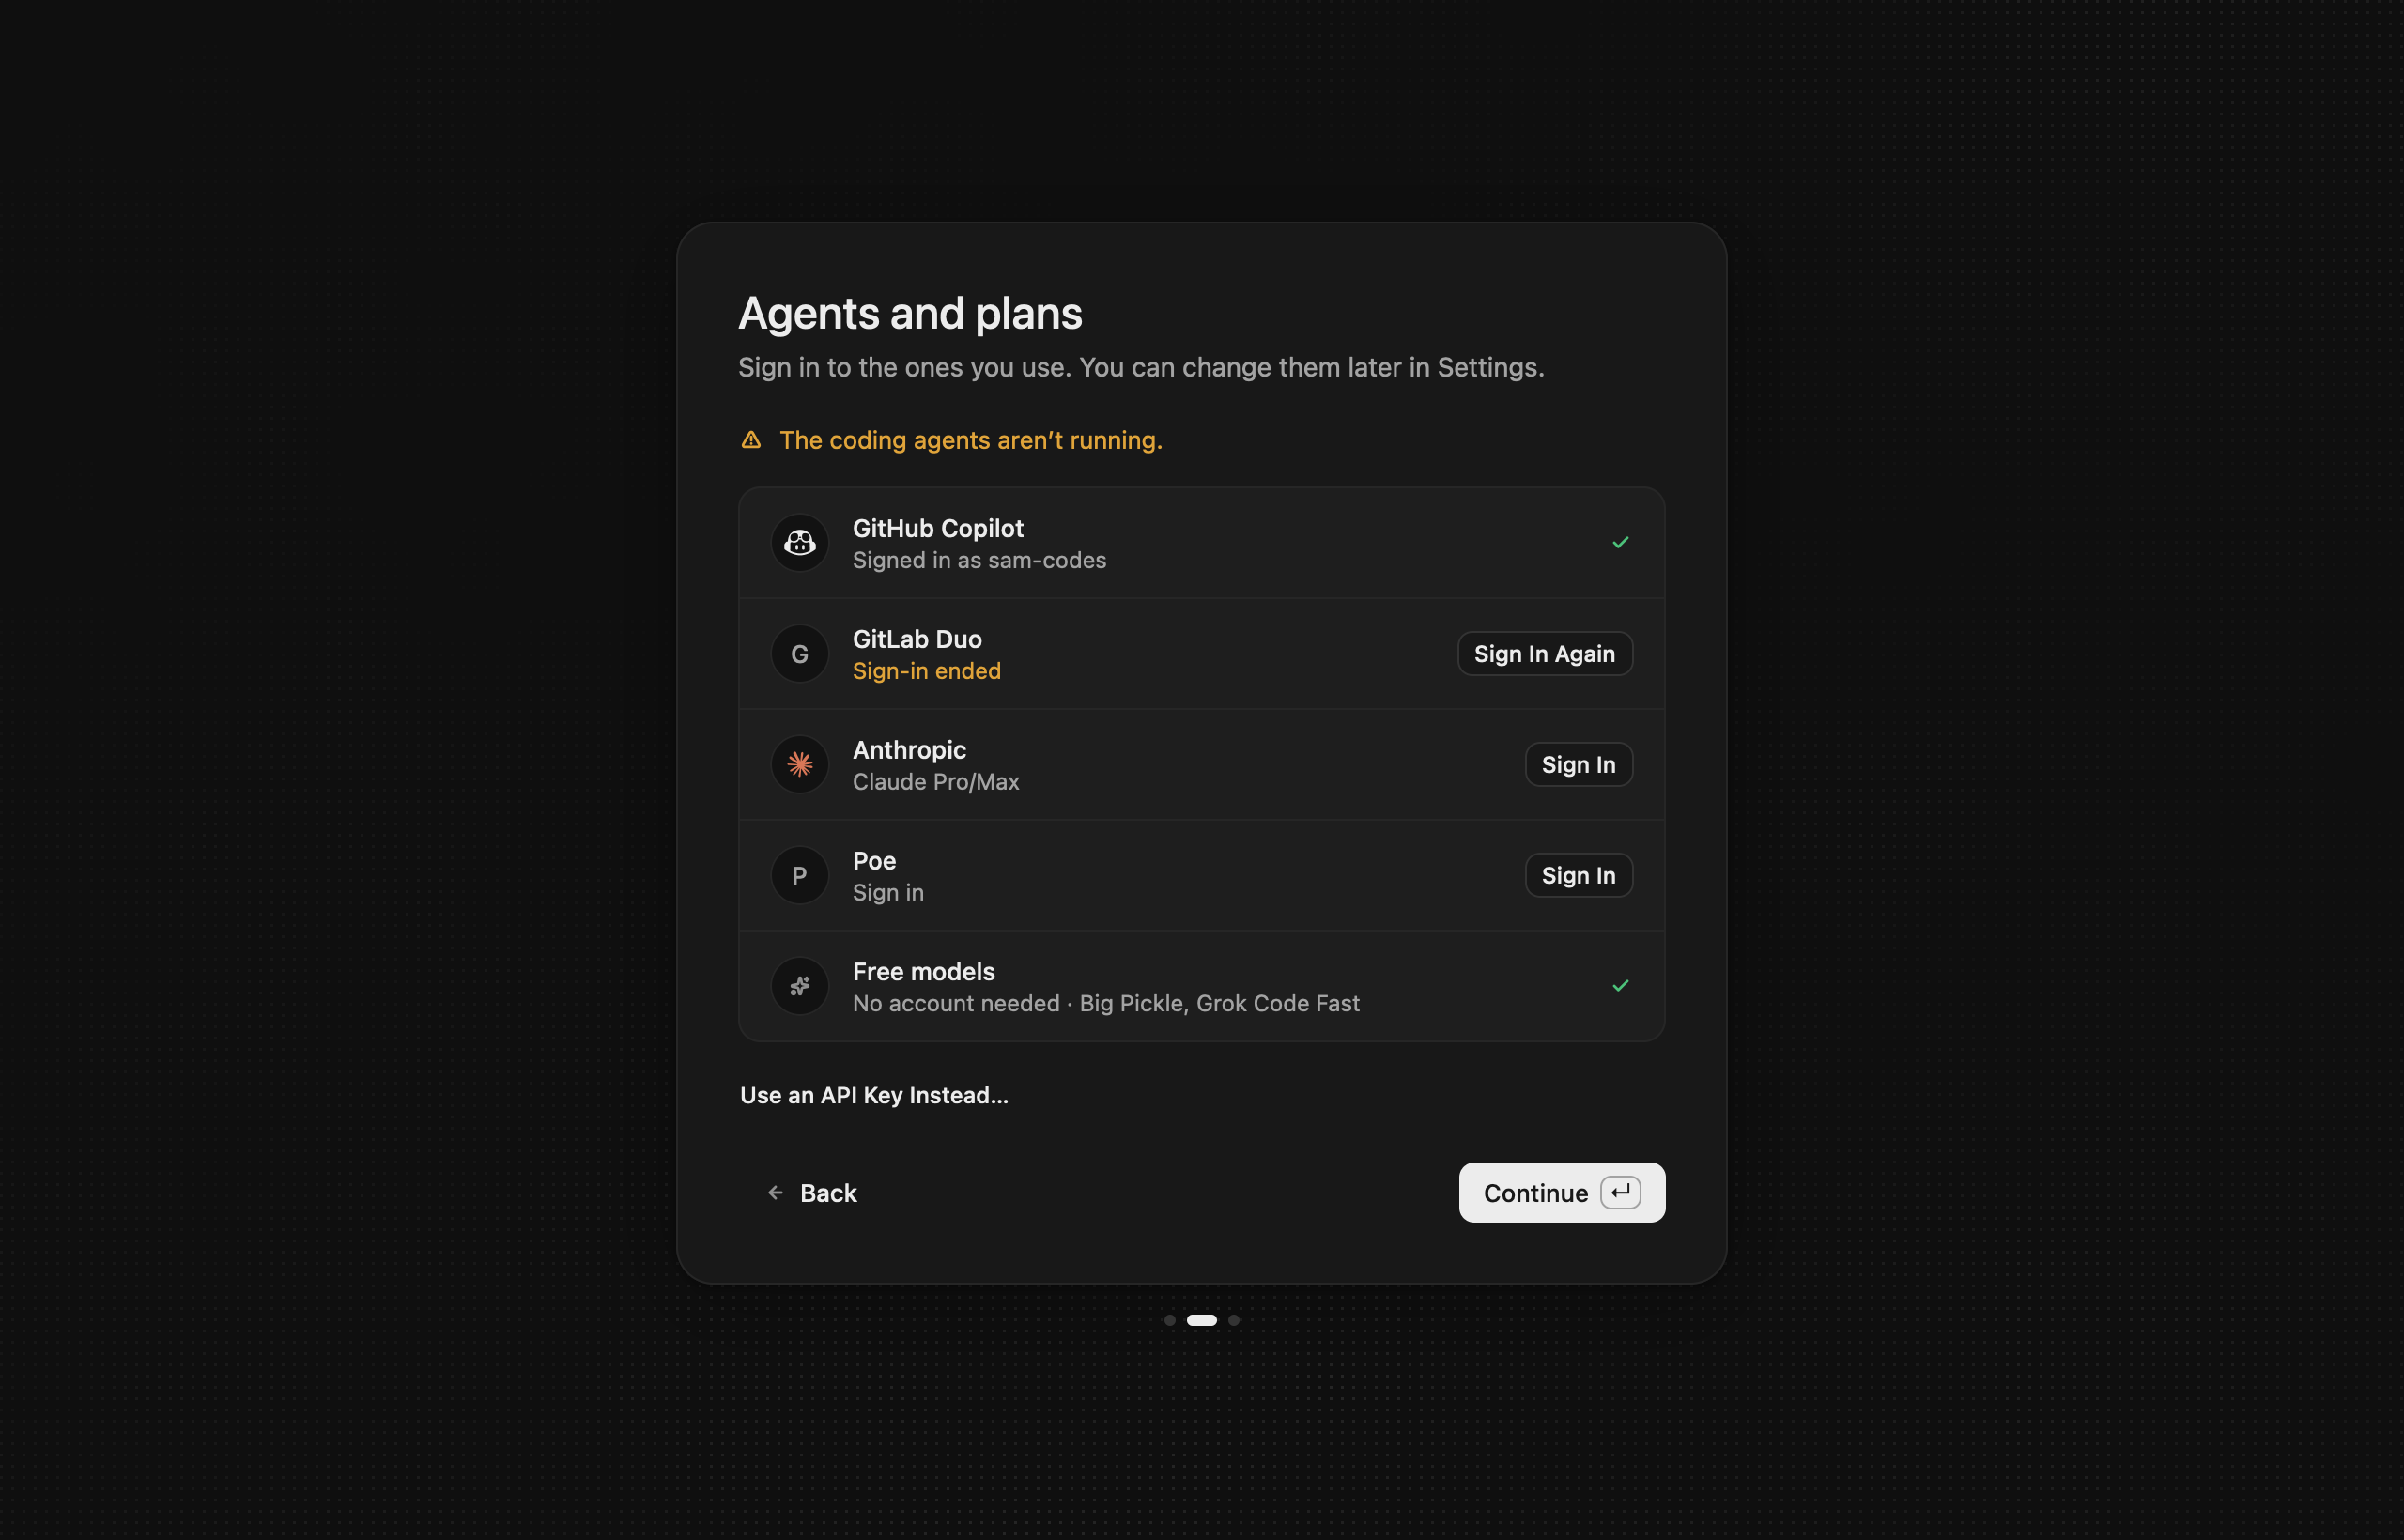 Agents and plans
Sign in to the ones you use. You can change them later in Settings.
The coding agents aren’t running.
GitHub Copilot
Signed in as sam-codes
G
GitLab Duo
Sign-in ended
Sign In Again
Anthropic
Claude Pro/Max
Sign In
P
Poe
Sign in
Sign In
Free models
No account needed · Big Pickle, Grok Code Fast
Use an API Key Instead...
Back
Continue